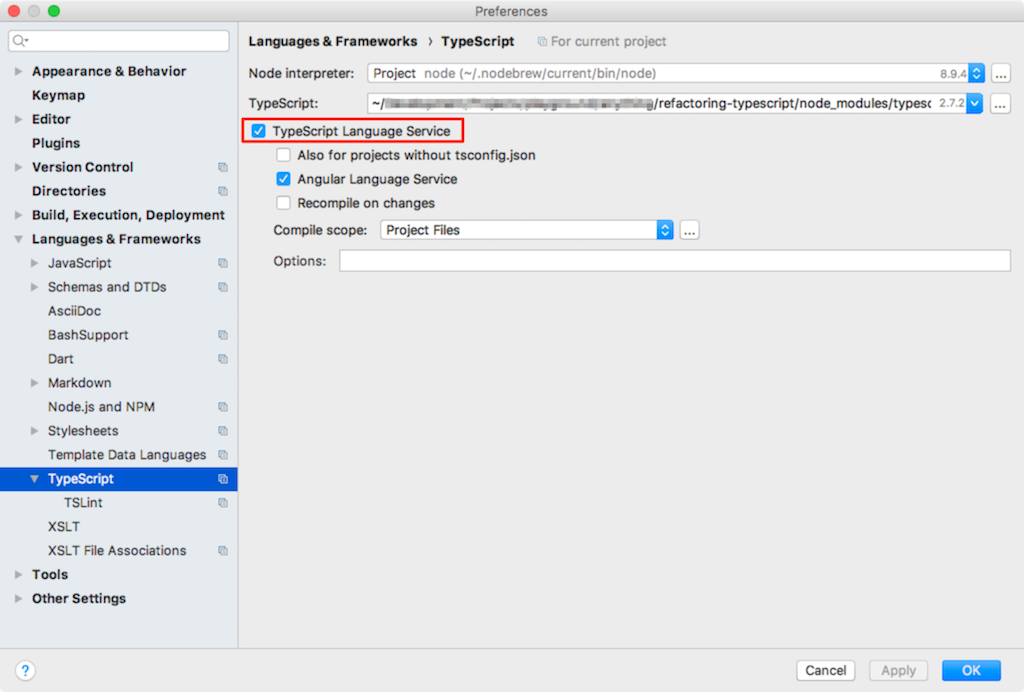 Preferences
Appearance & Behavior
Keymap
Editor
Plugins
Version Control
Directories
Build, Execution, Deployment
Languages & Frameworks
JavaScript
Schemas and DTDs
AsciiDoc
BashSupport
Dart
Markdown
Node.js and NPM
Stylesheets
Template Data Languages
TypeScript
TSLint
XSLT
XSLT File Associations
Tools
Other Settings
Languages & Frameworks › TypeScript For current project
Node interpreter: Project node (~/.nodebrew/current/bin/node) 8.9.4 ...
TypeScript: ~/ /refactoring-typescript/node_modules/typesc 2.7.2 ...
TypeScript Language Service
Also for projects without tsconfig.json
Angular Language Service
Recompile on changes
Compile scope: Project Files ...
Options:
? Cancel Apply OK